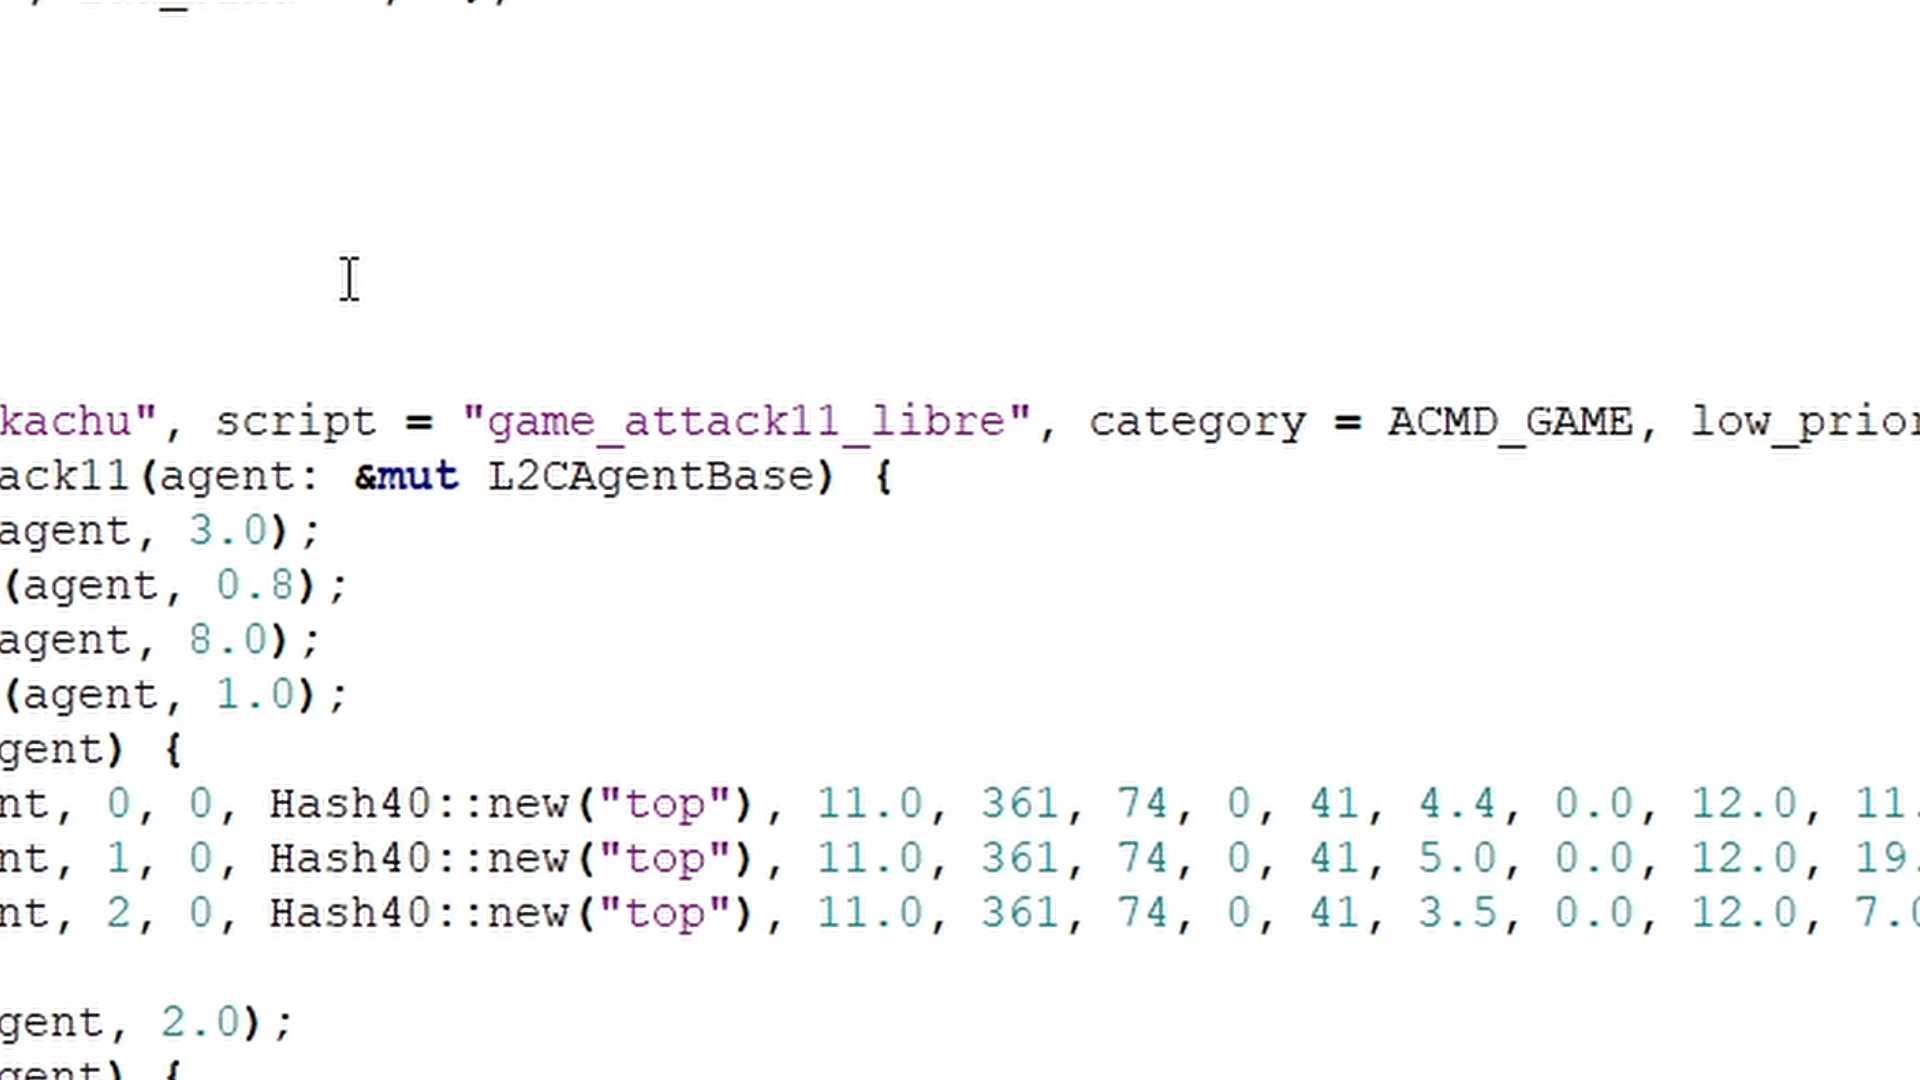 kachu", script = "game_attack11_libre", category = ACMD_GAME, low_prior
ack11(agent: &mut L2CAgentBase) {
agent, 3.0);
(agent, 0.8);
agent, 8.0);
(agent, 1.0);
gent) {
nt, 0, 0, Hash40::new("top"), 11.0, 361, 74, 0, 41, 4.4, 0.0, 12.0, 11.
nt, 1, 0, Hash40::new("top"), 11.0, 361, 74, 0, 41, 5.0, 0.0, 12.0, 19.
nt, 2, 0, Hash40::new("top"), 11.0, 361, 74, 0, 41, 3.5, 0.0, 12.0, 7.0
gent, 2.0);
gent) {